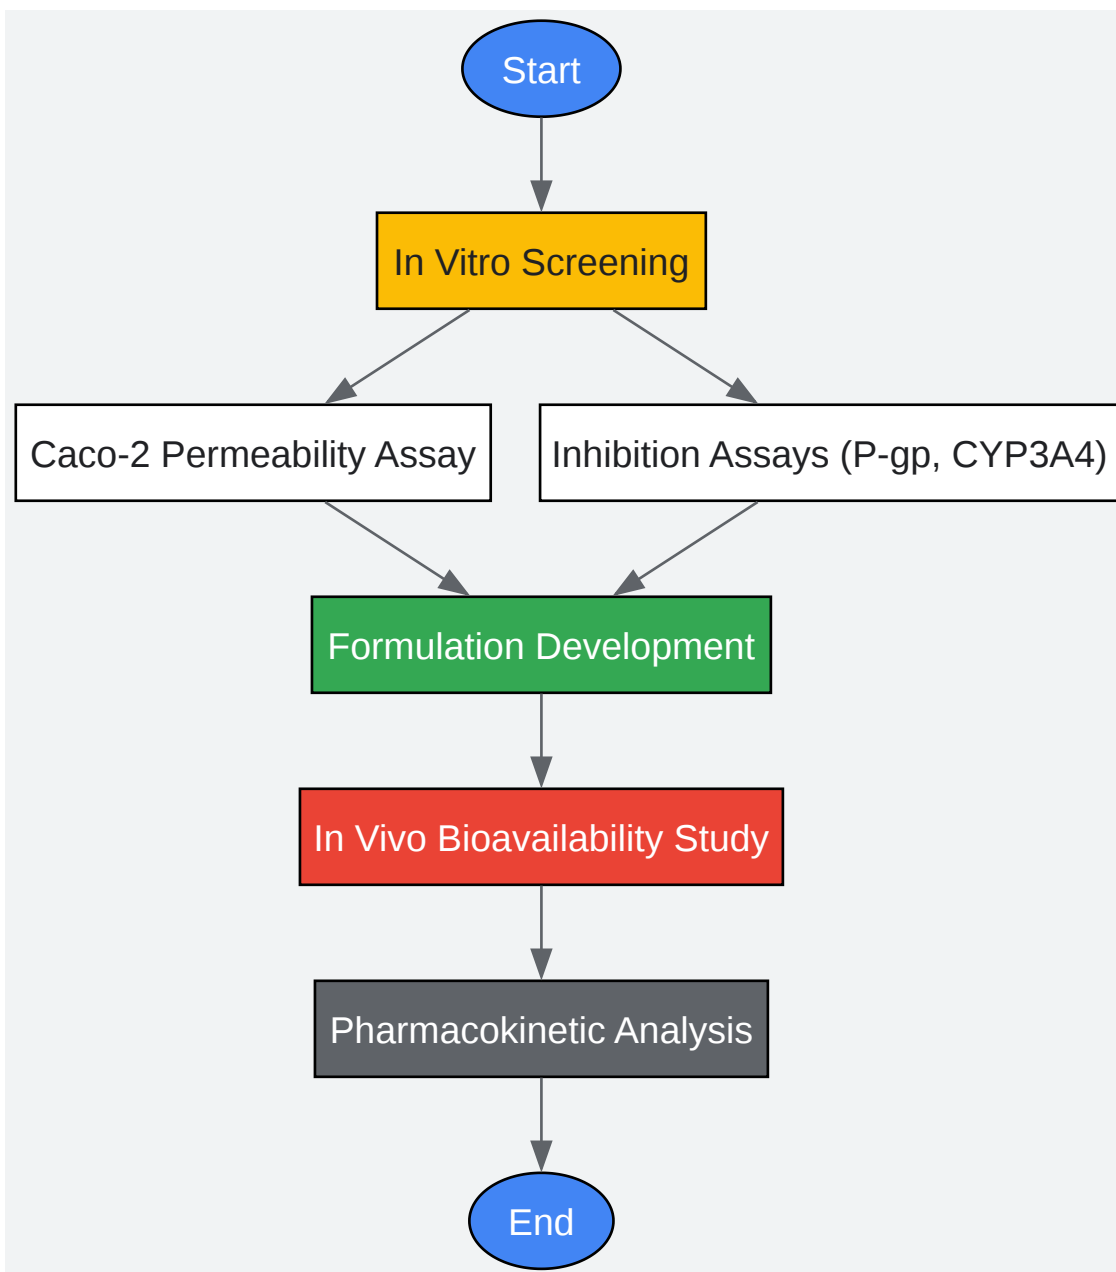 Start
In Vitro Screening
Caco-2 Permeability Assay
Inhibition Assays (P-gp, CYP3A4)
Formulation Development
In Vivo Bioavailability Study
Pharmacokinetic Analysis
End